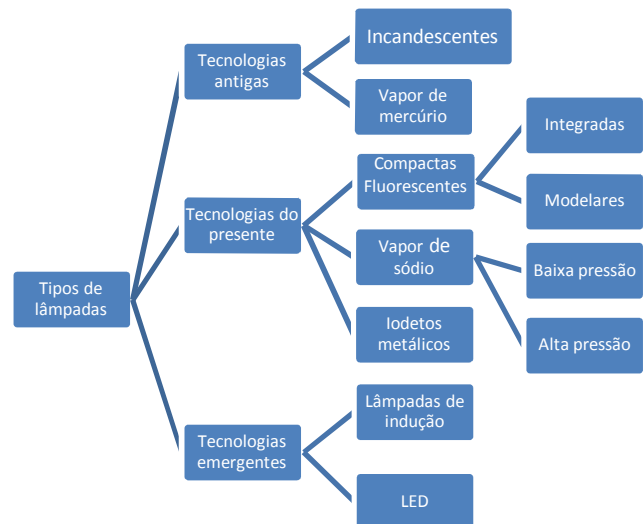 Tipos de
lâmpadas
Tecnologias
antigas
Incandescentes
Vapor de
mercúrio
Tecnologias do
presente
Compactas
Fluorescentes
Integradas
Modelares
Vapor de
sódio
Baixa pressão
Alta pressão
Iodetos
metálicos
Tecnologias
emergentes
Lâmpadas de
indução
LED